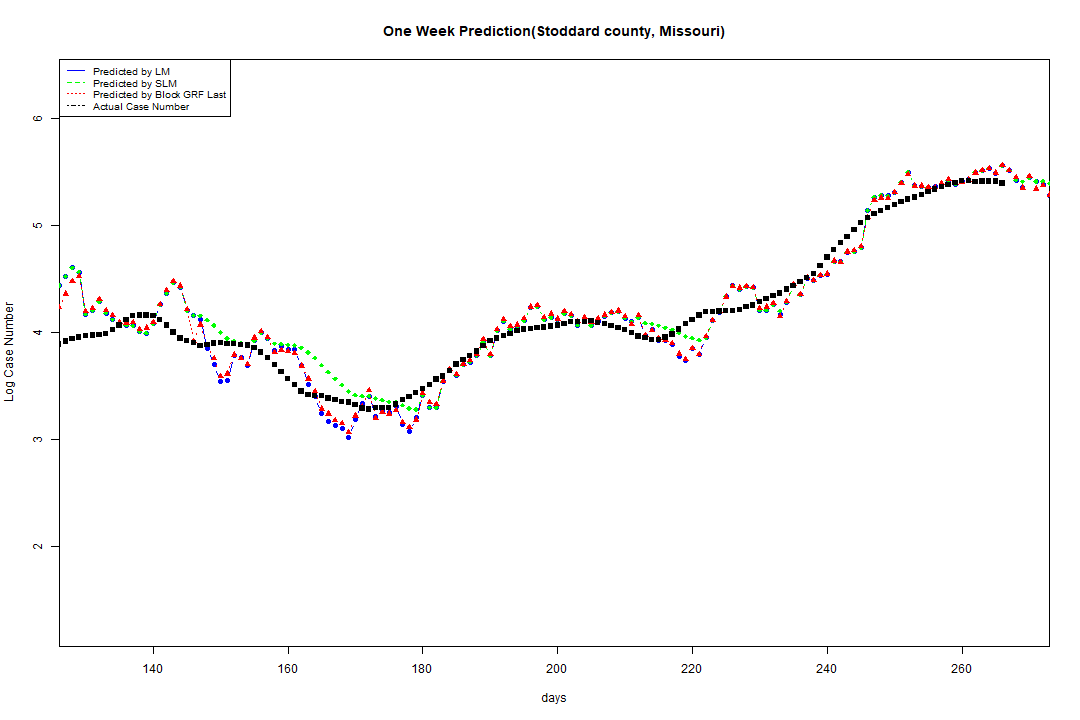 One Week Prediction(Stoddard county, Missouri)
Predicted by LM
Predicted by SLM
Predicted by Block GRF Last
Actual Case Number
6
5
4
3
2
Log Case Number
140 160 180 200 220 240 260
days